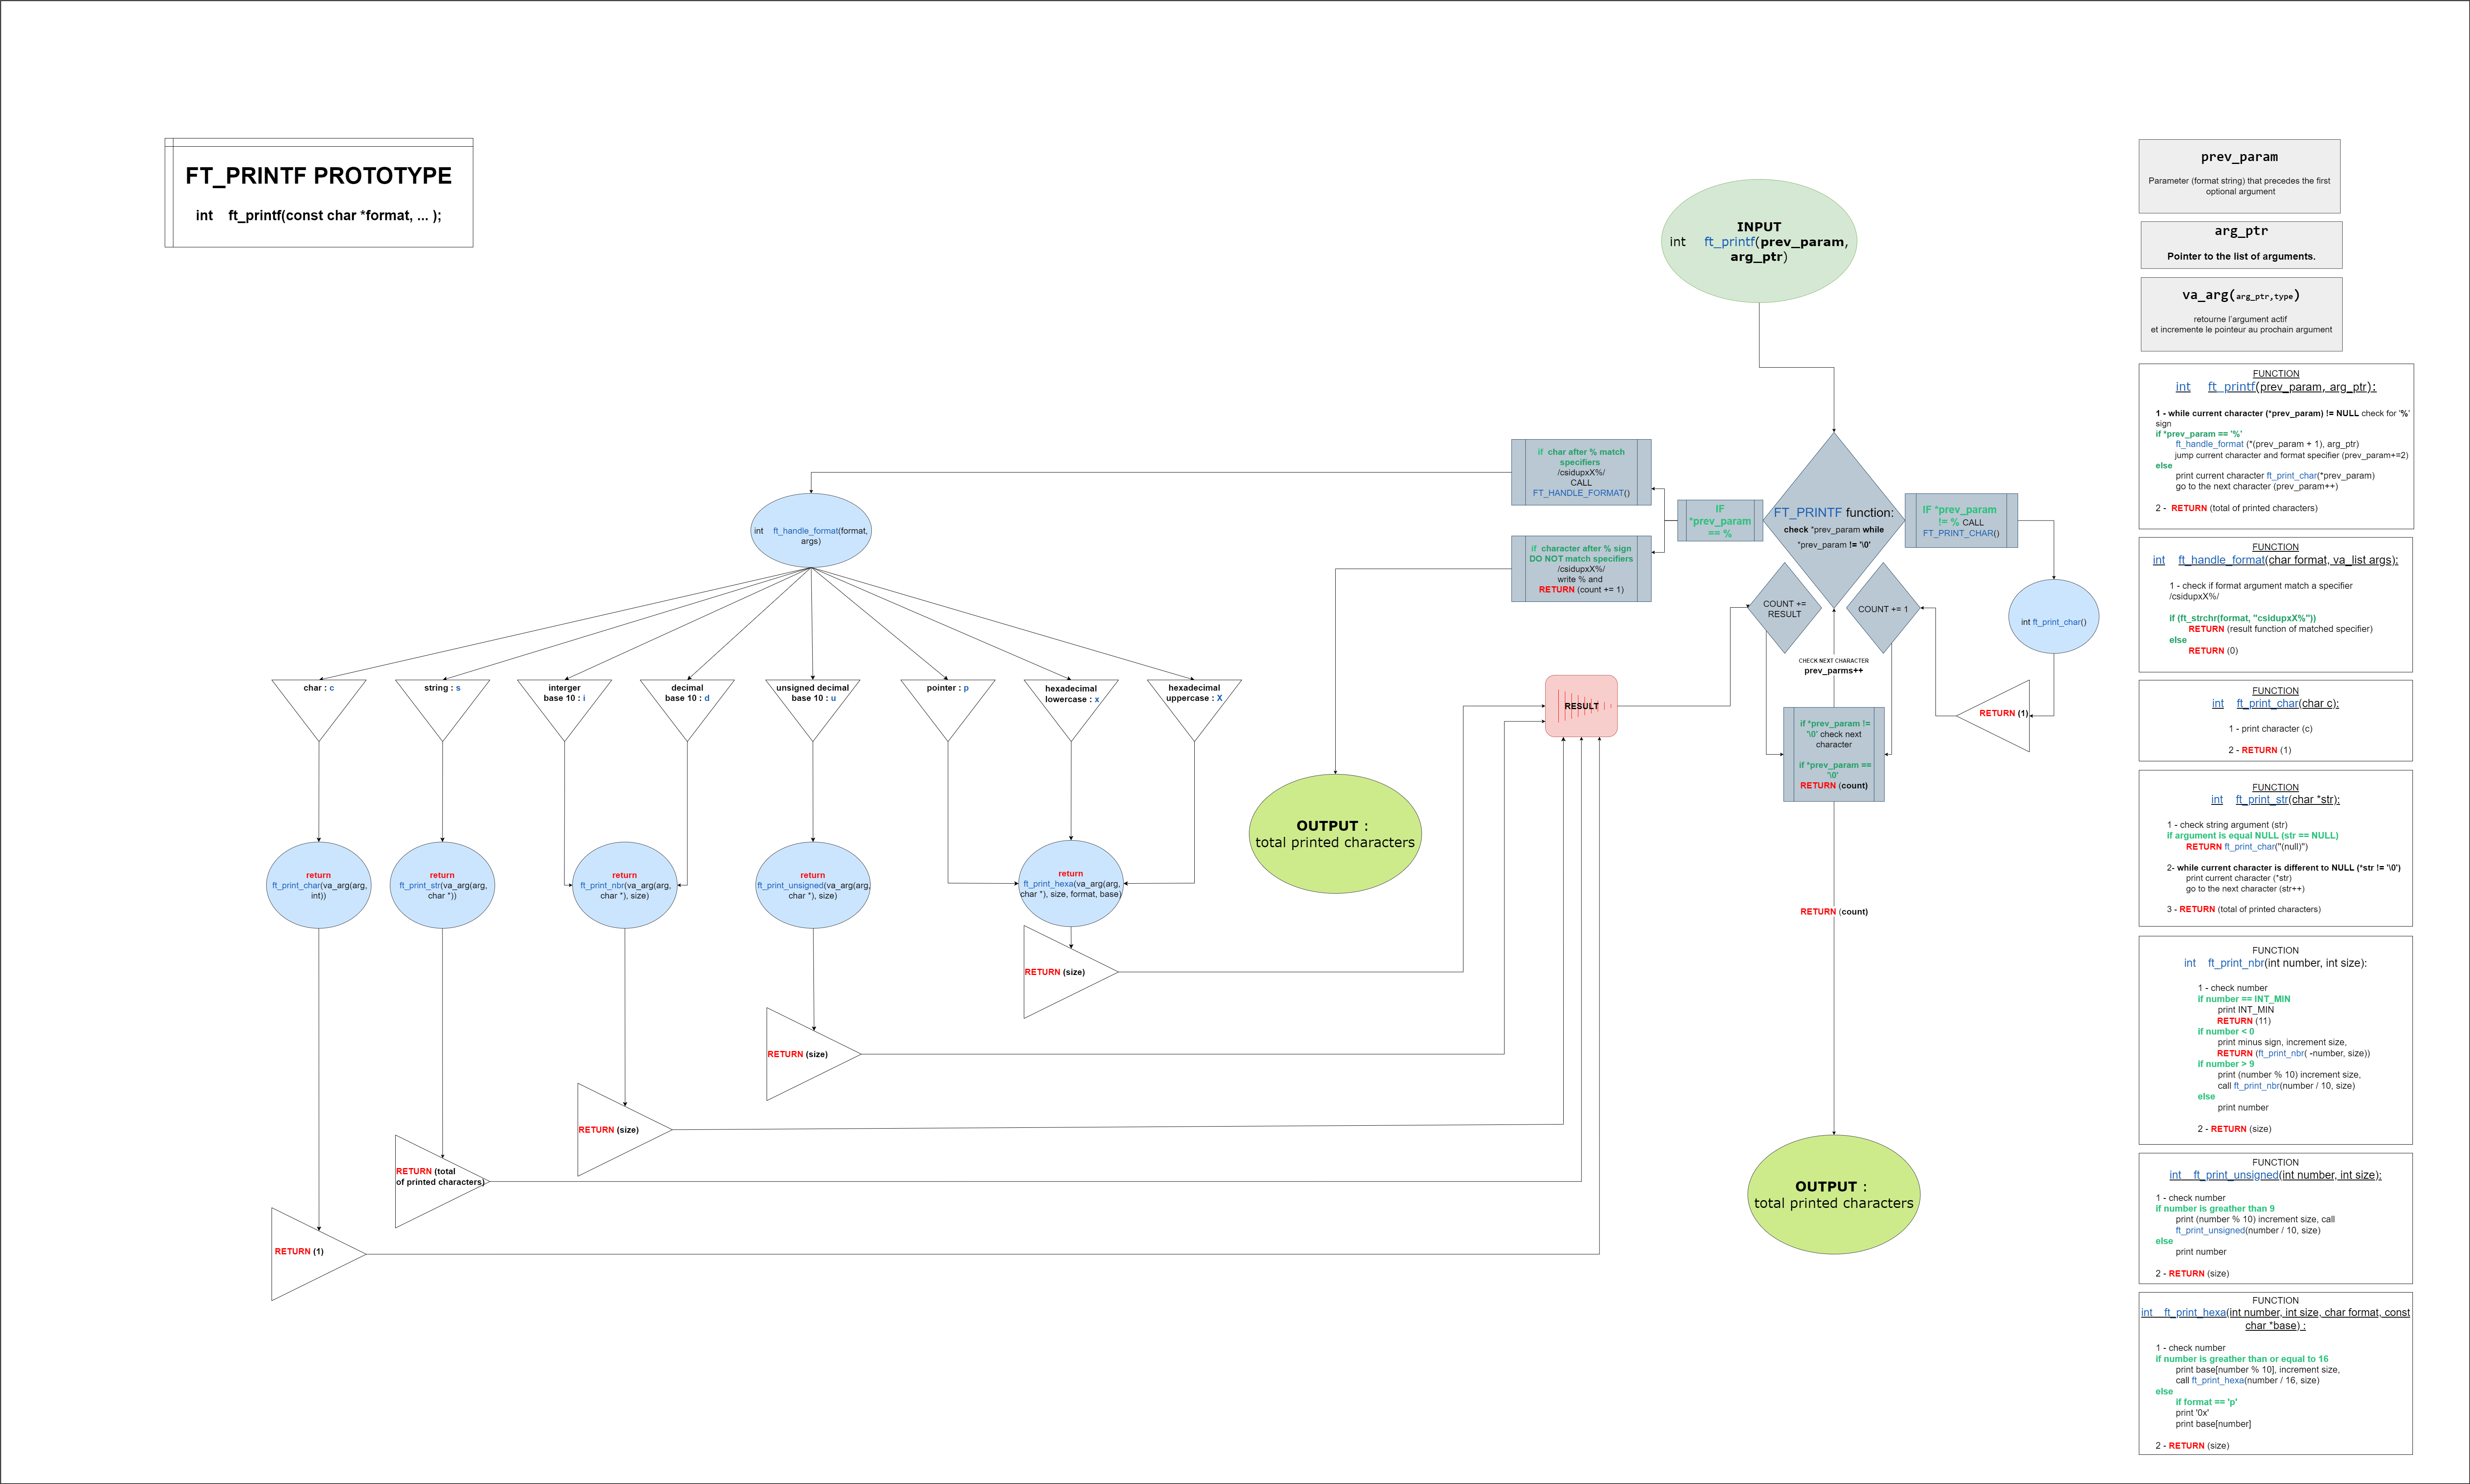 FT_PRINTF PROTOTYPE
int ft_printf(const char *format, ... );
INPUT
int ft_printf(prev_param,
arg_ptr)
if char after % match
specifiers
/csidupxX%/
CALL
FT_HANDLE_FORMAT()
IF
*prev_param
== %
FT_PRINTF function:
check *prev_param while
*prev_param != '\0'
IF *prev_param
!= % CALL
FT_PRINT_CHAR()
if character after % sign
DO NOT match specifiers
/csidupxX%/
write % and
RETURN (count += 1)
int ft_handle_format(format,
args)
COUNT +=
RESULT
COUNT += 1
int ft_print_char()
CHECK NEXT CHARACTER
prev_parms++
char : c
string : s
interger
base 10 : i
decimal
base 10 : d
unsigned decimal
base 10 : u
pointer : p
hexadecimal
lowercase : x
hexadecimal
uppercase : X
RESULT
RETURN (1)
if *prev_param !=
'\0' check next
character
if *prev_param ==
'\0'
RETURN (count)
OUTPUT :
total printed characters
return
ft_print_char(va_arg(arg,
int))
return
ft_print_str(va_arg(arg,
char *))
return
ft_print_nbr(va_arg(arg,
char *), size)
return
ft_print_unsigned(va_arg(arg,
char *), size)
return
ft_print_hexa(va_arg(arg,
char *), size, format, base)
RETURN (count)
RETURN (size)
RETURN (size)
RETURN (size)
RETURN (total
of printed characters)
RETURN (1)
OUTPUT :
total printed characters
prev_param
Parameter (format string) that precedes the first
optional argument
arg_ptr
Pointer to the list of arguments.
va_arg(arg_ptr,type)
retourne l'argument actif
et incremente le pointeur au prochain argument
FUNCTION
int ft_printf(prev_param, arg_ptr):
1 - while current character (*prev_param) != NULL check for '%'
sign
if *prev_param == '%'
ft_handle_format (*(prev_param + 1), arg_ptr)
jump current character and format specifier (prev_param+=2)
else
print current character ft_print_char(*prev_param)
go to the next character (prev_param++)
2 - RETURN (total of printed characters)
FUNCTION
int ft_handle_format(char format, va_list args):
1 - check if format argument match a specifier
/csidupxX%/
if (ft_strchr(format, "csidupxX%"))
RETURN (result function of matched specifier)
else
RETURN (0)
FUNCTION
int ft_print_char(char c):
1 - print character (c)
2 - RETURN (1)
FUNCTION
int ft_print_str(char *str):
1 - check string argument (str)
if argument is equal NULL (str == NULL)
RETURN ft_print_char("(null)")
2- while current character is different to NULL (*str != '\0')
print current character (*str)
go to the next character (str++)
3 - RETURN (total of printed characters)
FUNCTION
int ft_print_nbr(int number, int size):
1 - check number
if number == INT_MIN
print INT_MIN
RETURN (11)
if number < 0
print minus sign, increment size,
RETURN (ft_print_nbr( -number, size))
if number > 9
print (number % 10) increment size,
call ft_print_nbr(number / 10, size)
else
print number
2 - RETURN (size)
FUNCTION
int ft_print_unsigned(int number, int size):
1 - check number
if number is greather than 9
print (number % 10) increment size, call
ft_print_unsigned(number / 10, size)
else
print number
2 - RETURN (size)
FUNCTION
int ft_print_hexa(int number, int size, char format, const
char *base) :
1 - check number
if number is greather than or equal to 16
print base[number % 10], increment size,
call ft_print_hexa(number / 16, size)
else
if format == 'p'
print '0x'
print base[number]
2 - RETURN (size)